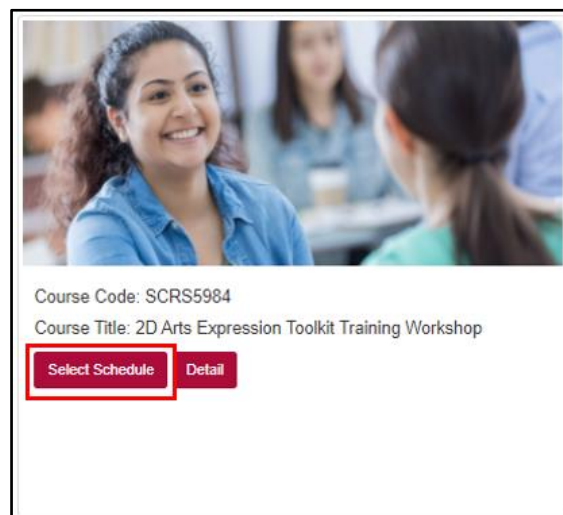 Course Code: SCRS5984
Course Title: 2D Arts Expression Toolkit Training Workshop
Select Schedule Detail